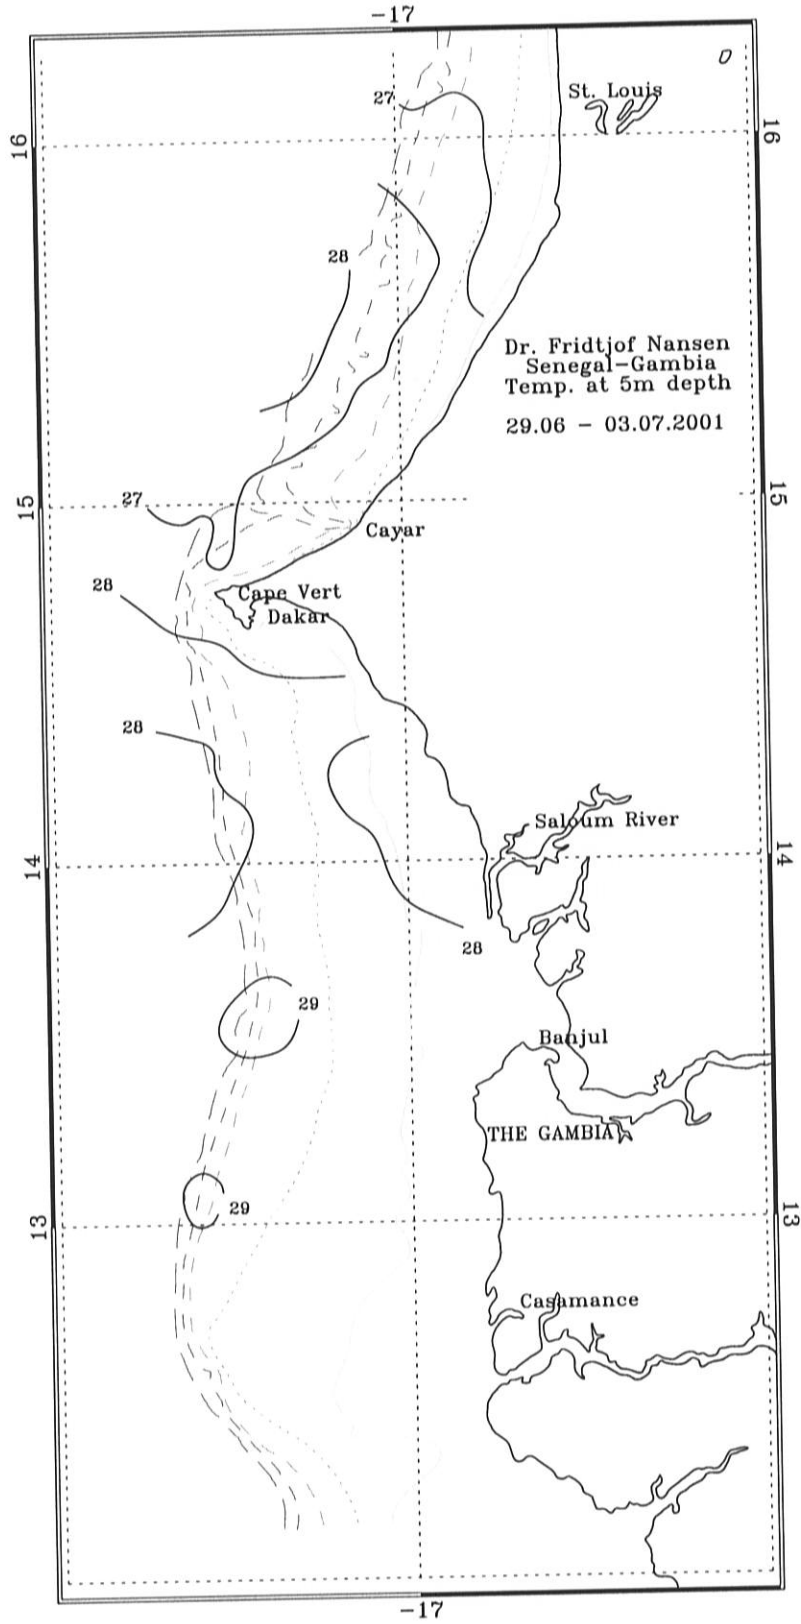 -17
27
St. Louis
16
16
28
Dr. Fridtjof Nansen
Senegal-Gambia
Temp. at 5m depth
29.06 - 03.07.2001
15
27
15
Cayar
28
Cape Vert
Dakar
28
Saloum River
14
14
28
29
Banjul
THE GAMBIA
29
13
13
Casamance
-17